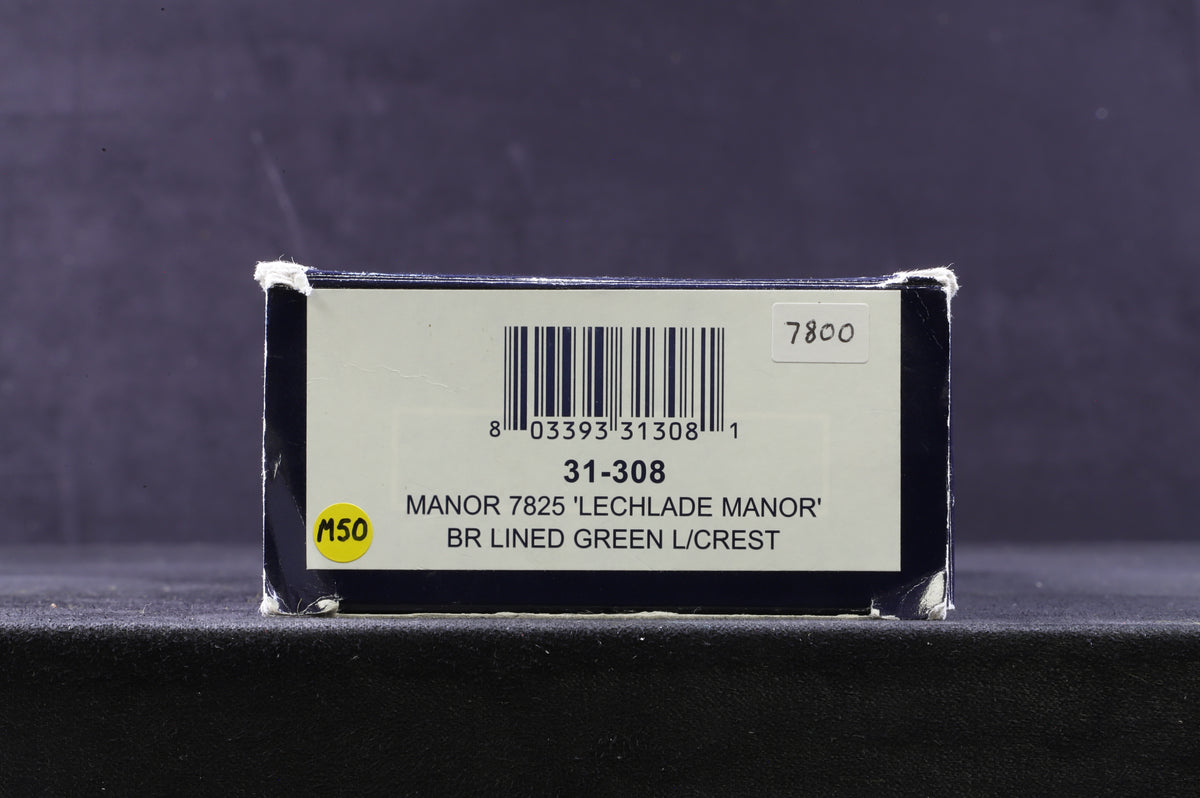 7800
8 03393 31308 1
31-308
MANOR 7825 'LECHLADE MANOR'
BR LINED GREEN L/CREST
M50